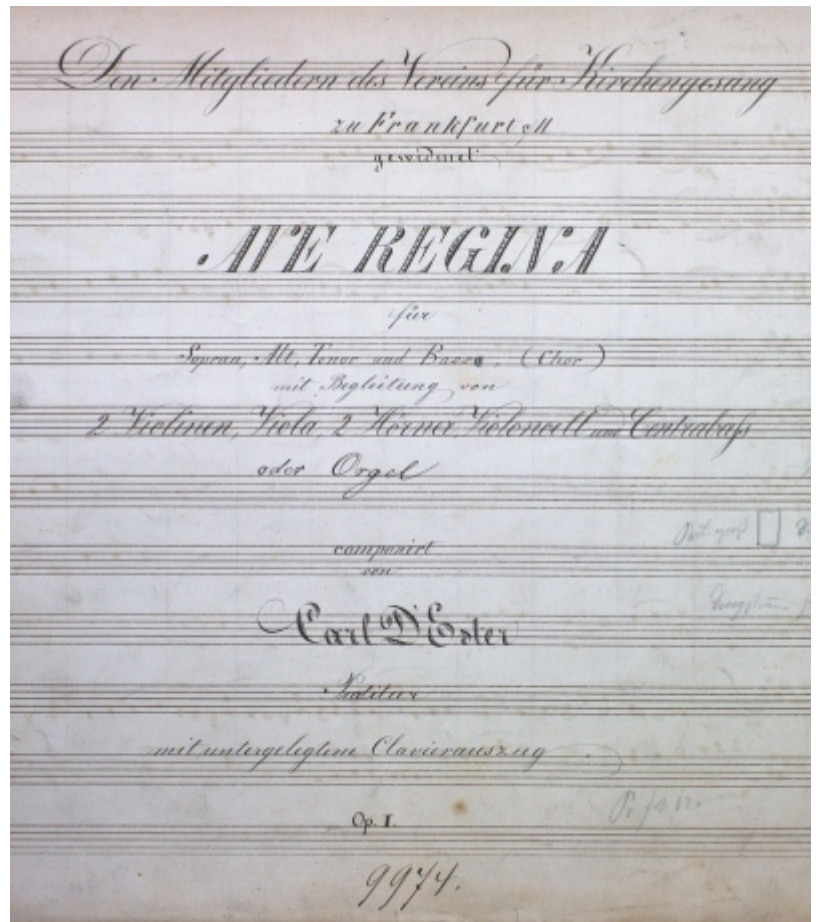 Den Mitgliedern des Vereins für Kirchengesang
zu Frankfurt a/M
gewidmet
AVE REGINA
für
Sopran, Alt, Tenor und Bass, (Chor)
mit Begleitung von
2 Violinen, Viola, 2 Hörner, Violoncell und Contrabaß
oder Orgel
componirt
von
Carl D'Ester
Partitur
mit untergelegtem Clavierauszug.
Op. I.
9974.